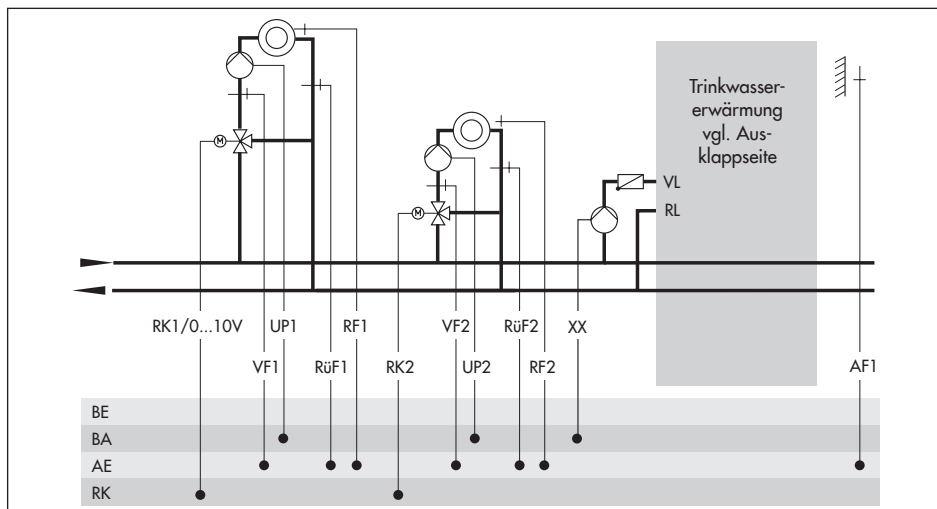 Trinkwasser-
erwärmung
vgl. Aus-
klappseite
M
M
VL
RL
RK1/0...10V
UP1
RF1
VF2
RüF2
XX
VF1
RüF1
RK2
UP2
RF2
AF1
BE
BA
AE
RK